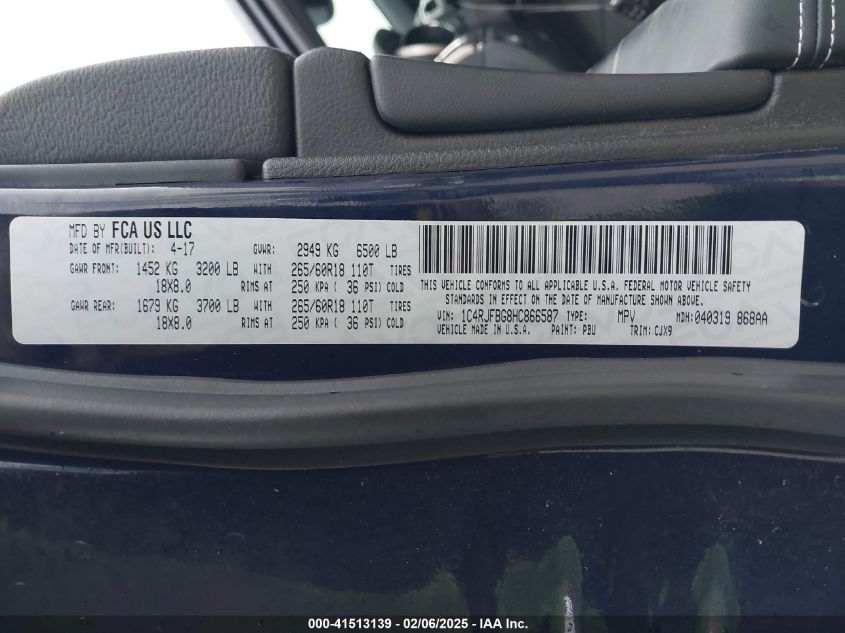 MFD BY FCA US LLC
DATE OF MFR(BUILT): 4-17 GVWR: 2949 KG 6500 LB
GAWR FRONT: 1452 KG 3200 LB WITH 265/60R18 110T TIRES
18X8.0 RIMS AT 250 KPA ( 36 PSI) COLD
GAWR REAR: 1679 KG 3700 LB WITH 265/60R18 110T TIRES
18X8.0 RIMS AT 250 KPA ( 36 PSI) COLD
THIS VEHICLE CONFORMS TO ALL APPLICABLE U.S.A. FEDERAL MOTOR VEHICLE SAFETY
STANDARDS IN EFFECT ON THE DATE OF MANUFACTURE SHOWN ABOVE.
VIN: 1C4RJFBG8HC866587 TYPE: MPV MDH: 040319 868AA
VEHICLE MADE IN U.S.A. PAINT: PBU TRIM: CJX9
000-41513139 - 02/06/2025 - IAA Inc.